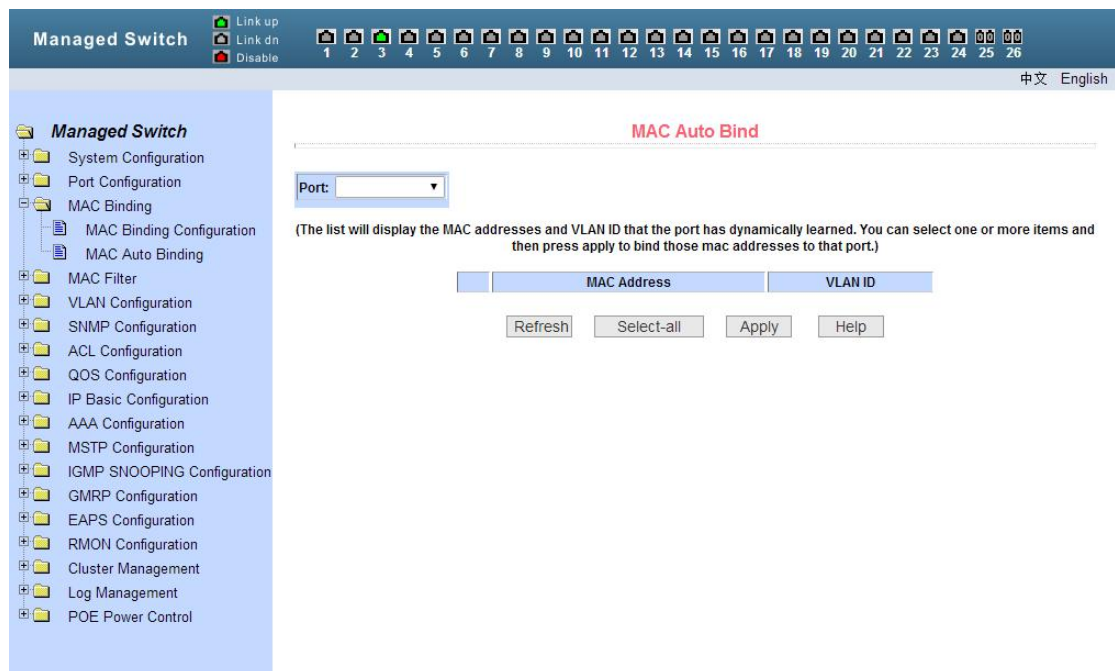 Managed Switch
Link up
Link dn
Disable
1 2 3 4 5 6 7 8 9 10 11 12 13 14 15 16 17 18 19 20 21 22 23 24 25 26
中文 English
Managed Switch
System Configuration
Port Configuration
MAC Binding
MAC Binding Configuration
MAC Auto Binding
MAC Filter
VLAN Configuration
SNMP Configuration
ACL Configuration
QOS Configuration
IP Basic Configuration
AAA Configuration
MSTP Configuration
IGMP SNOOPING Configuration
GMRP Configuration
EAPS Configuration
RMON Configuration
Cluster Management
Log Management
POE Power Control
MAC Auto Bind
Port:
(The list will display the MAC addresses and VLAN ID that the port has dynamically learned. You can select one or more items and
then press apply to bind those mac addresses to that port.)
MAC Address VLAN ID
Refresh Select-all Apply Help